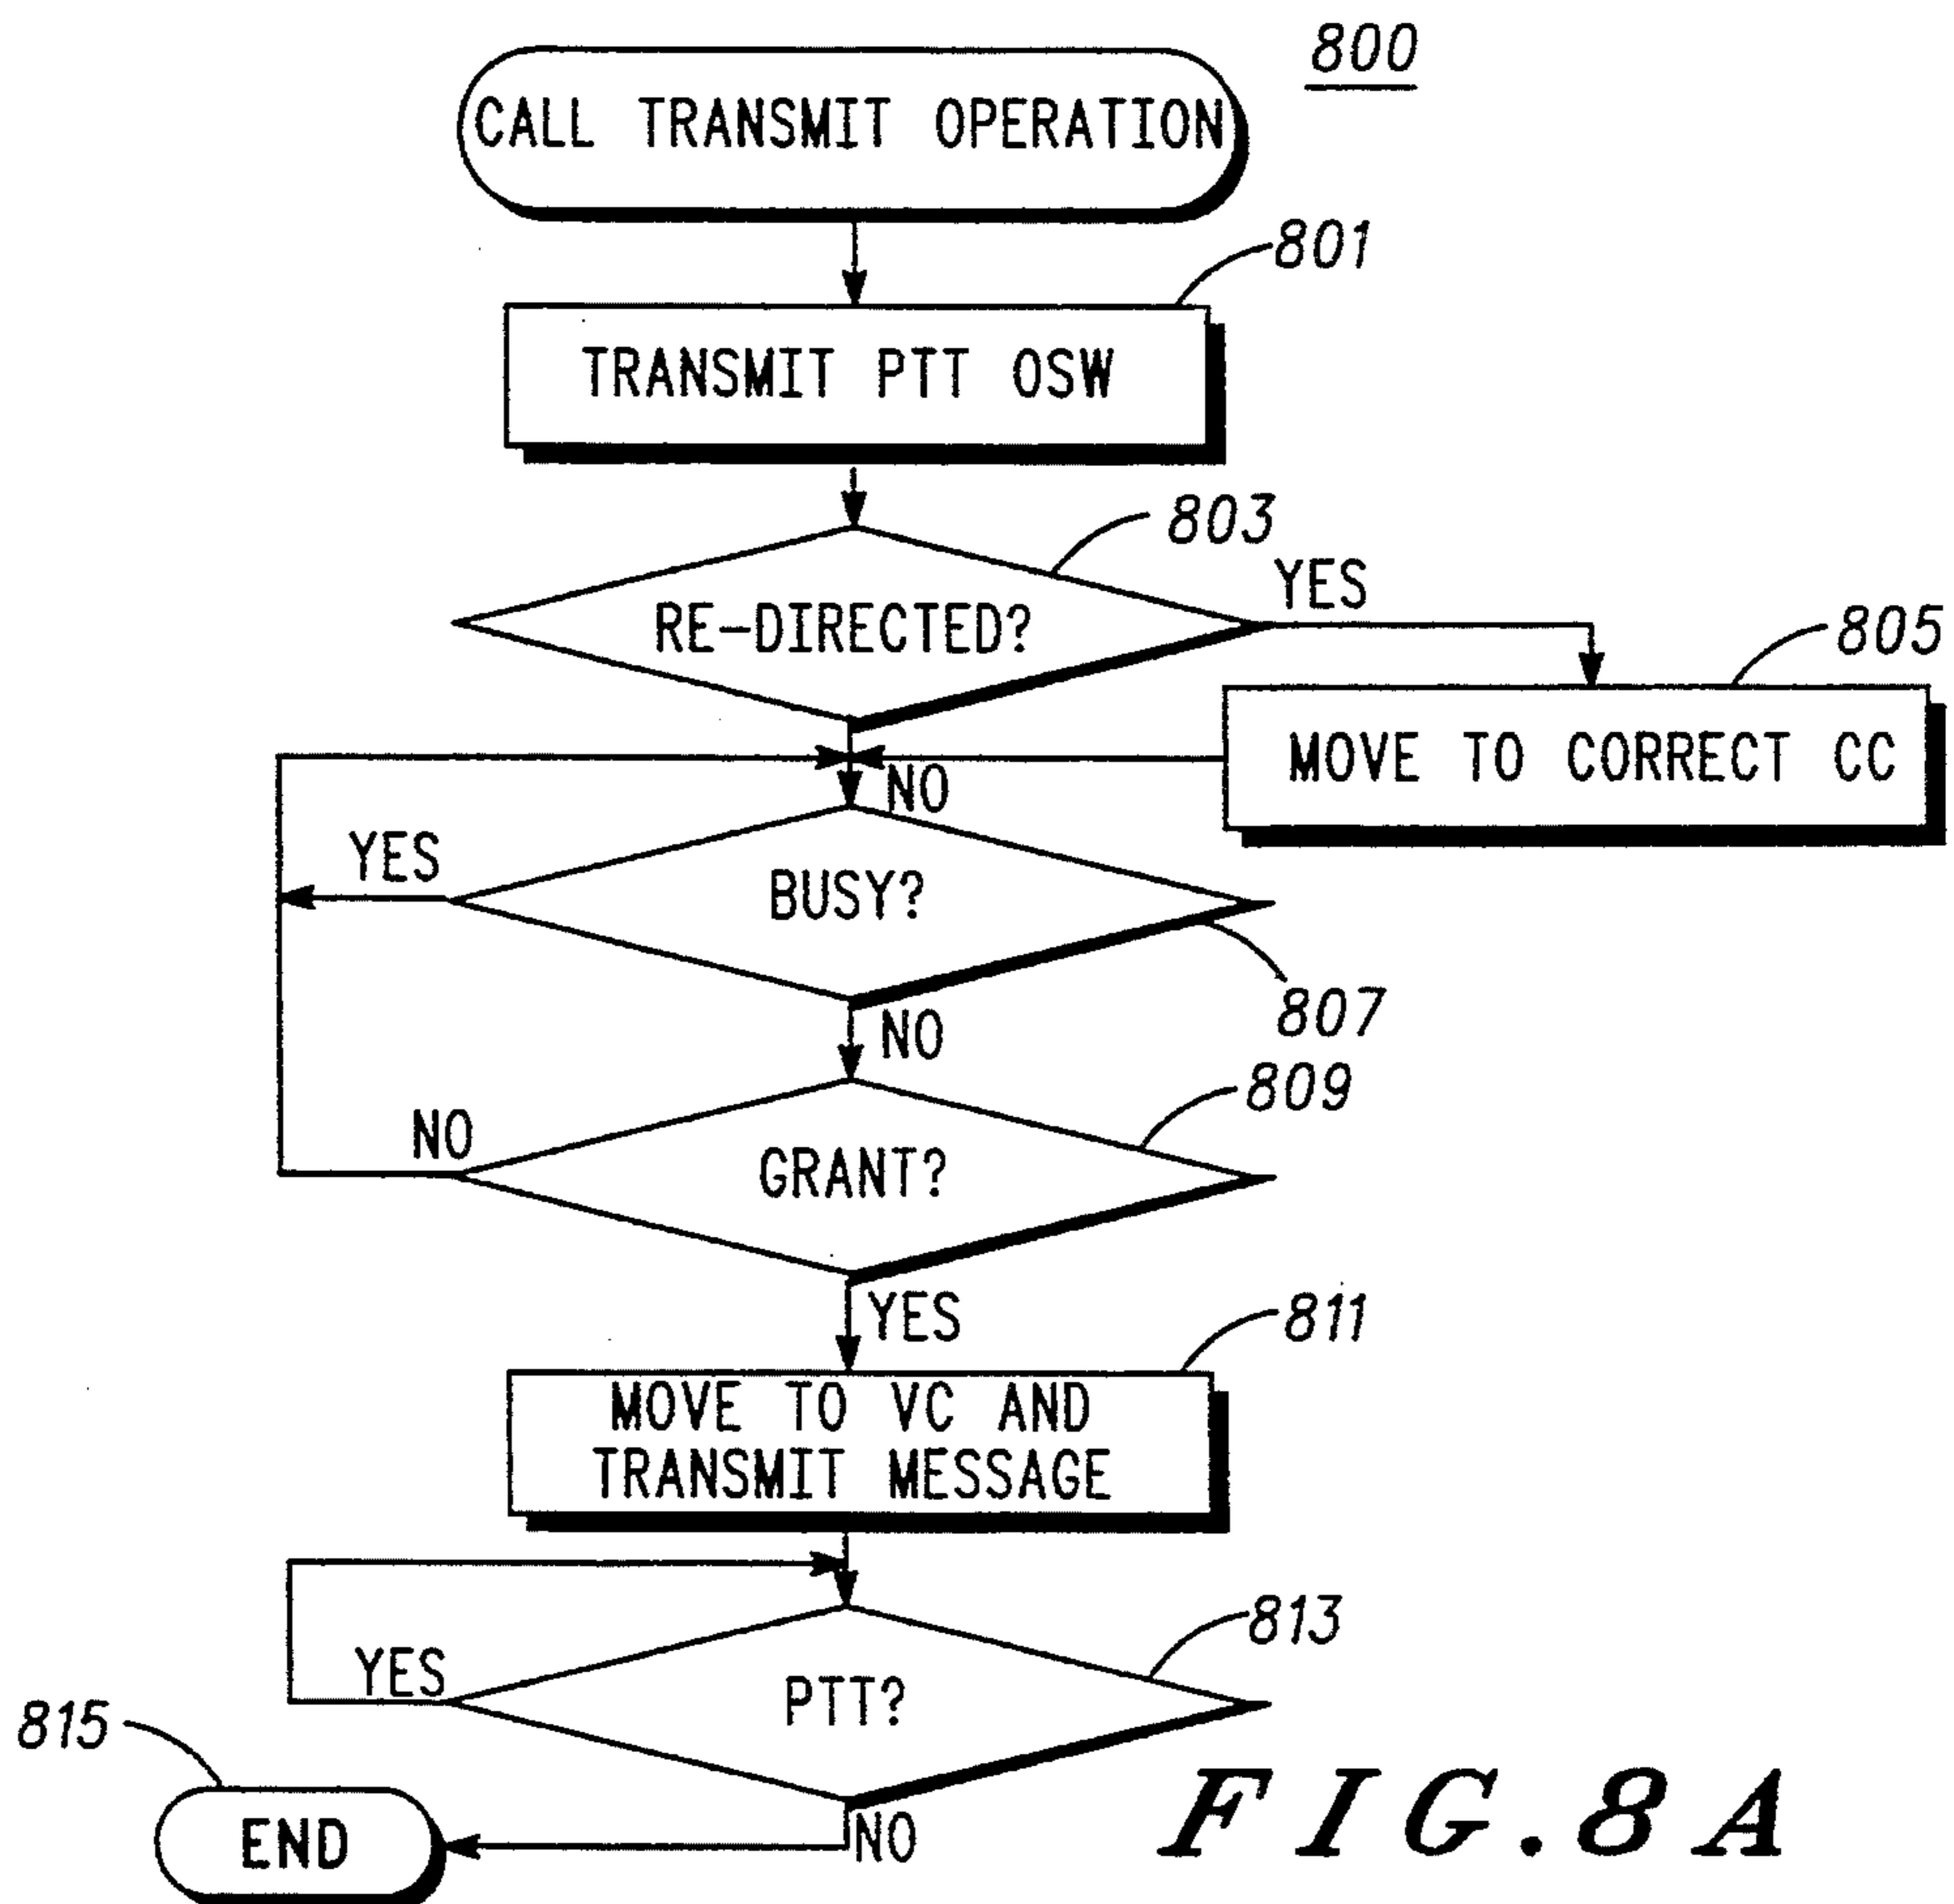 800
CALL TRANSMIT OPERATION
801
TRANSMIT PTT OSW
803
RE-DIRECTED?
YES
805
MOVE TO CORRECT CC
NO
YES
BUSY?
807
NO
809
NO
GRANT?
YES
811
MOVE TO VC AND
TRANSMIT MESSAGE
813
YES
PTT?
815
NO
END
FIG.8A